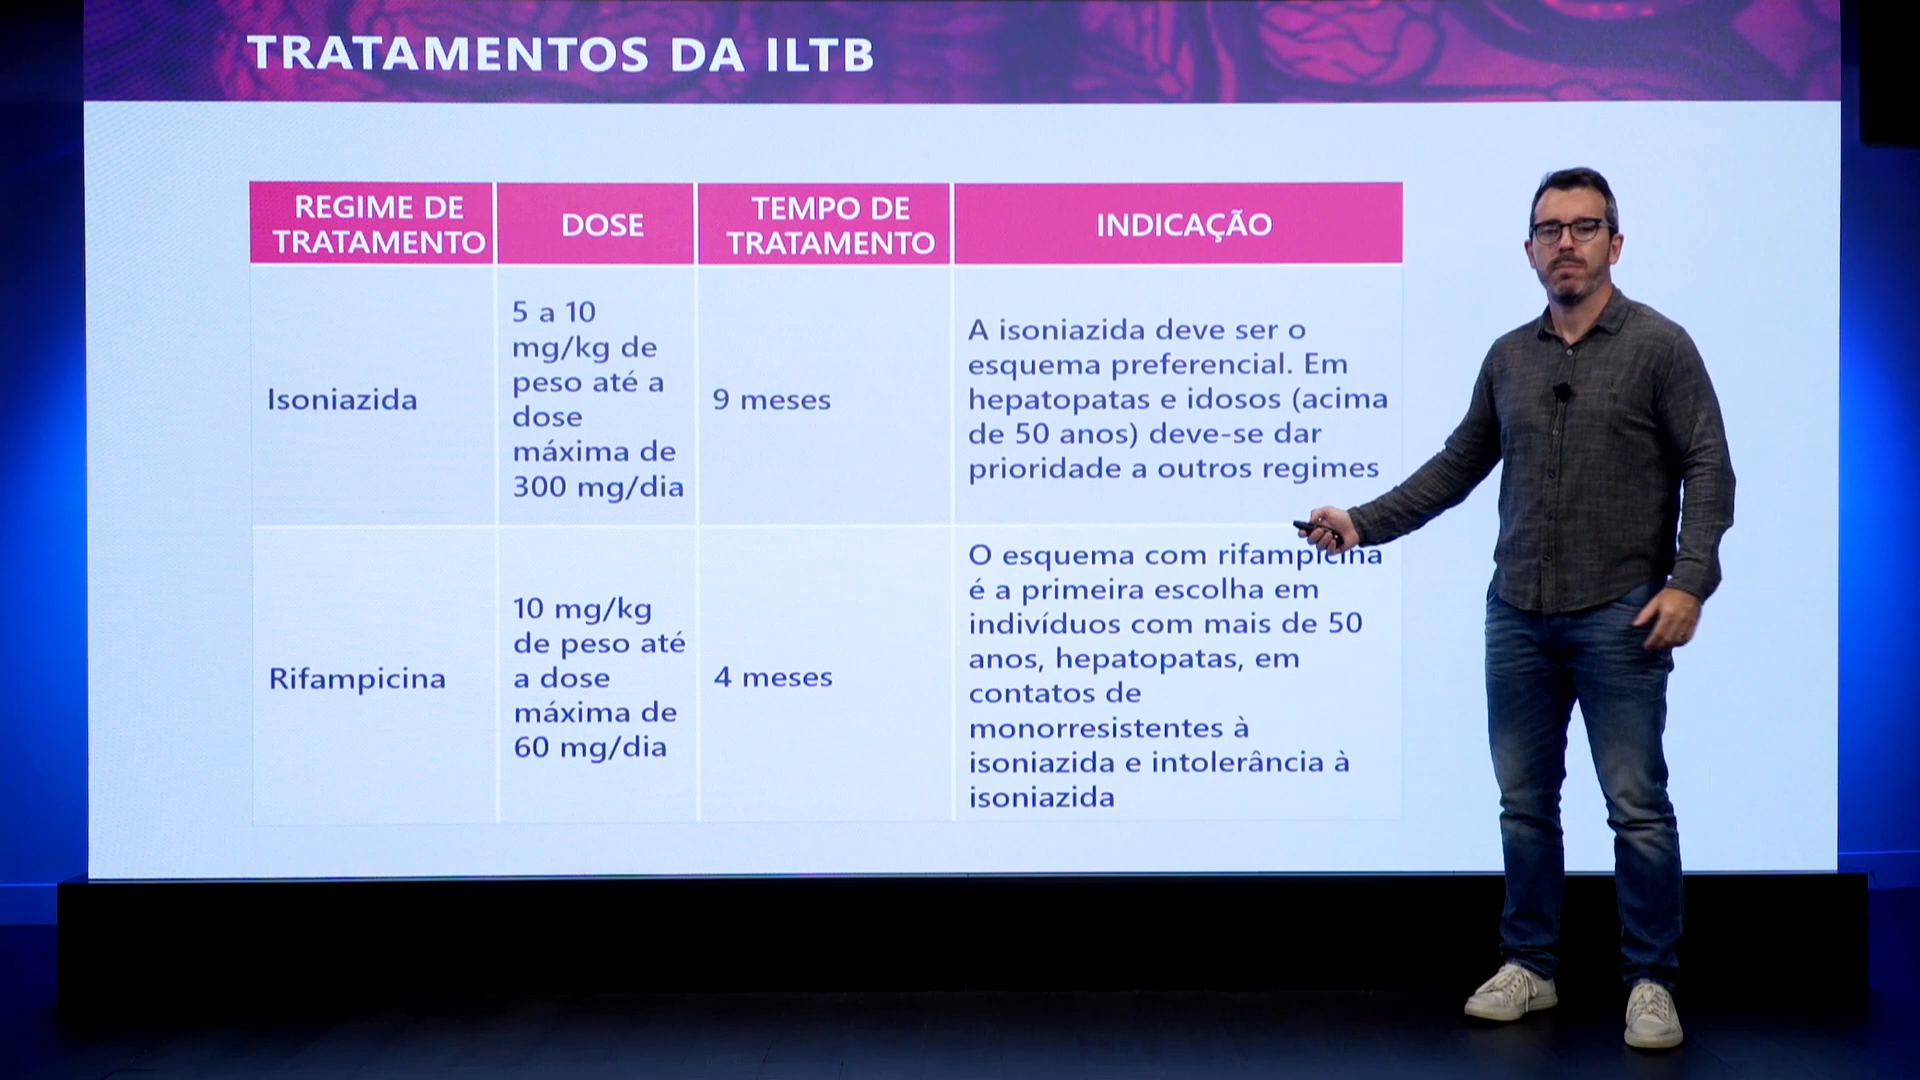 TRATAMENTOS DA ILTB
REGIME DE
TRATAMENTO
DOSE
TEMPO DE
TRATAMENTO
INDICAÇÃO
Isoniazida
5 a 10
mg/kg de
peso até a
dose
máxima de
300 mg/dia
9 meses
A isoniazida deve ser o
esquema preferencial. Em
hepatopatas e idosos (acima
de 50 anos) deve-se dar
prioridade a outros regimes
Rifampicina
10 mg/kg
de peso até
a dose
máxima de
60 mg/dia
4 meses
O esquema com rifampicina
é a primeira escolha em
indivíduos com mais de 50
anos, hepatopatas, em
contatos de
monorresistentes à
isoniazida e intolerância à
isoniazida